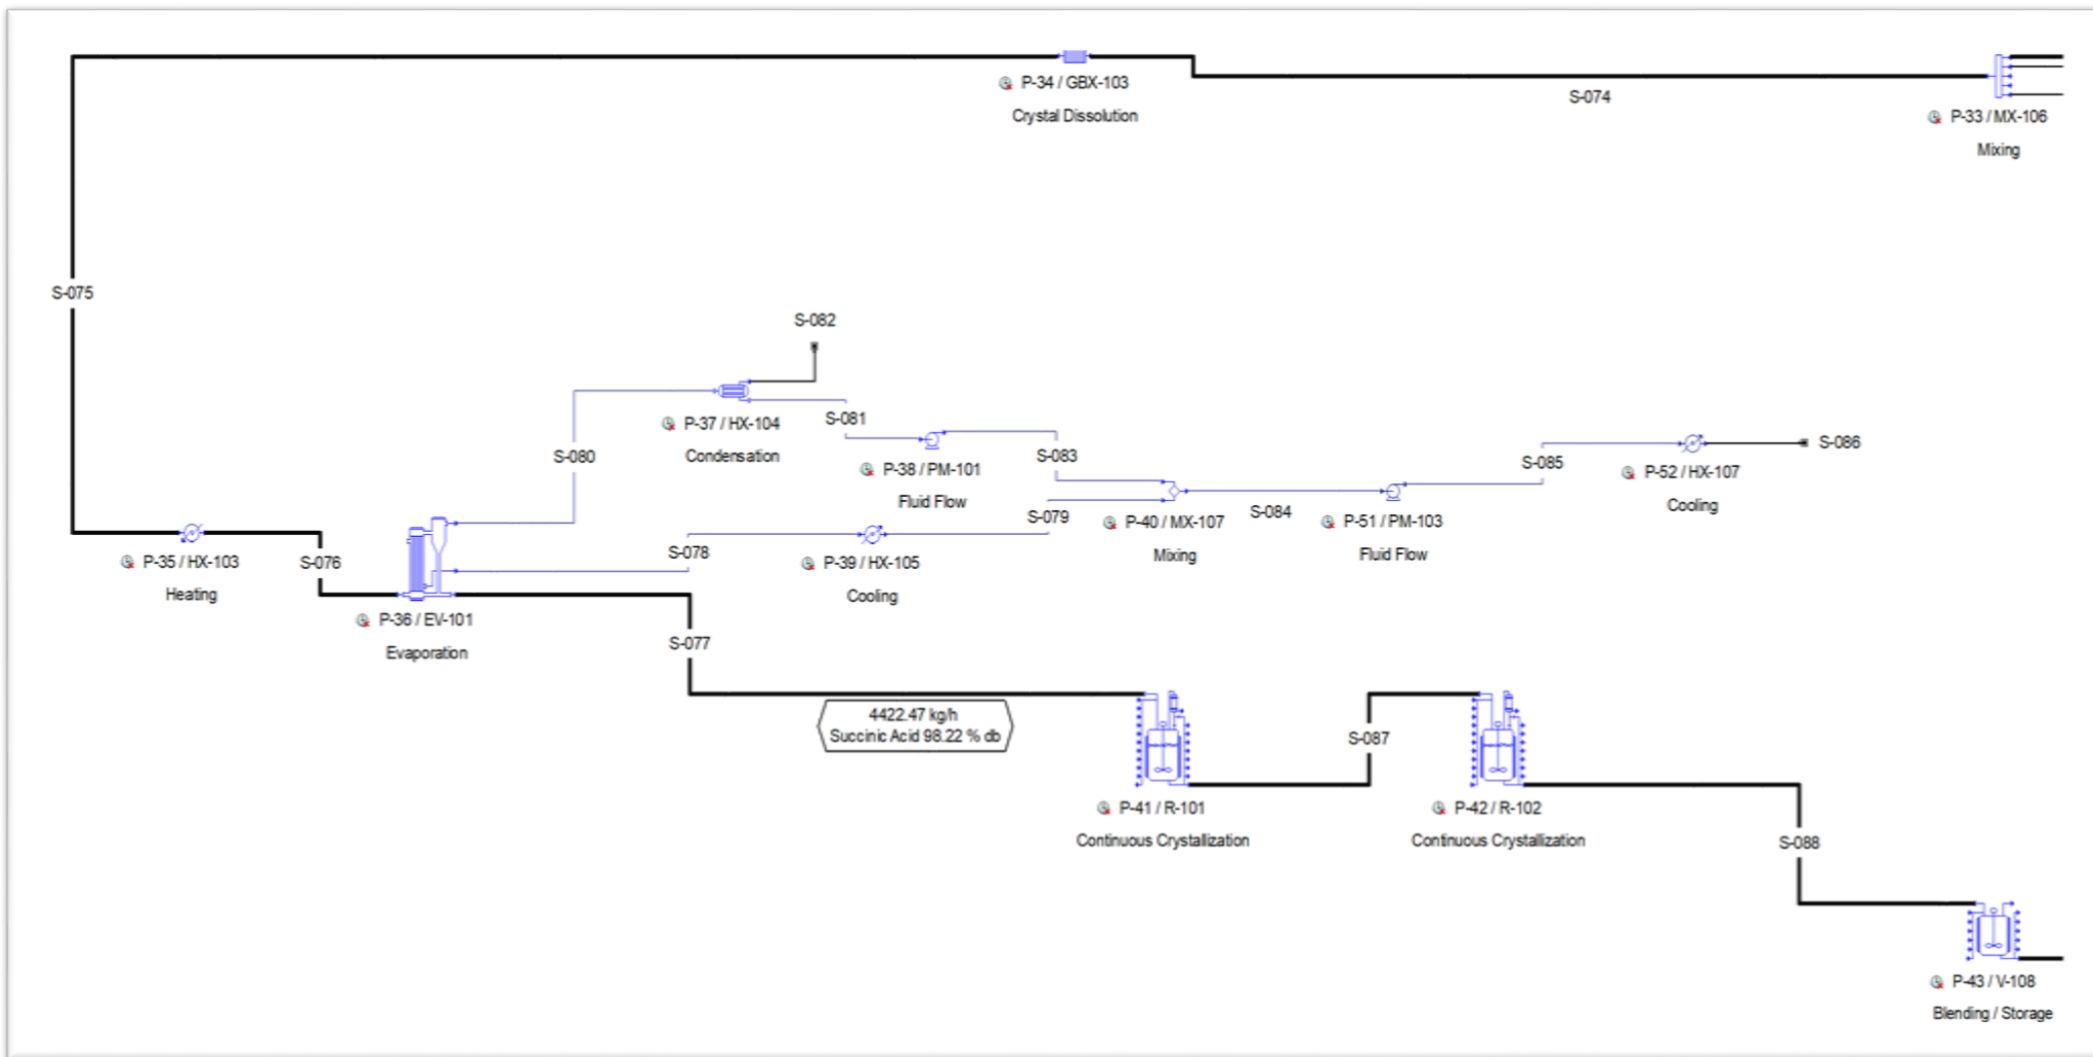 P-34 / GBX-103
Crystal Dissolution
S-074
P-33 / MX-106
Mixing
S-075
S-082
P-37 / HX-104
Condensation
S-081
S-080
P-38 / PM-101
Fluid Flow
S-083
S-079
P-40 / MX-107
Mixing
S-084
P-51 / PM-103
Fluid Flow
S-085
P-52 / HX-107
Cooling
S-086
P-35 / HX-103
Heating
S-076
P-36 / EV-101
Evaporation
S-078
P-39 / HX-105
Cooling
S-077
4422.47 kg/h
Succinic Acid 98.22 % db
P-41 / R-101
Continuous Crystallization
S-087
P-42 / R-102
Continuous Crystallization
S-088
P-43 / V-108
Blending / Storage